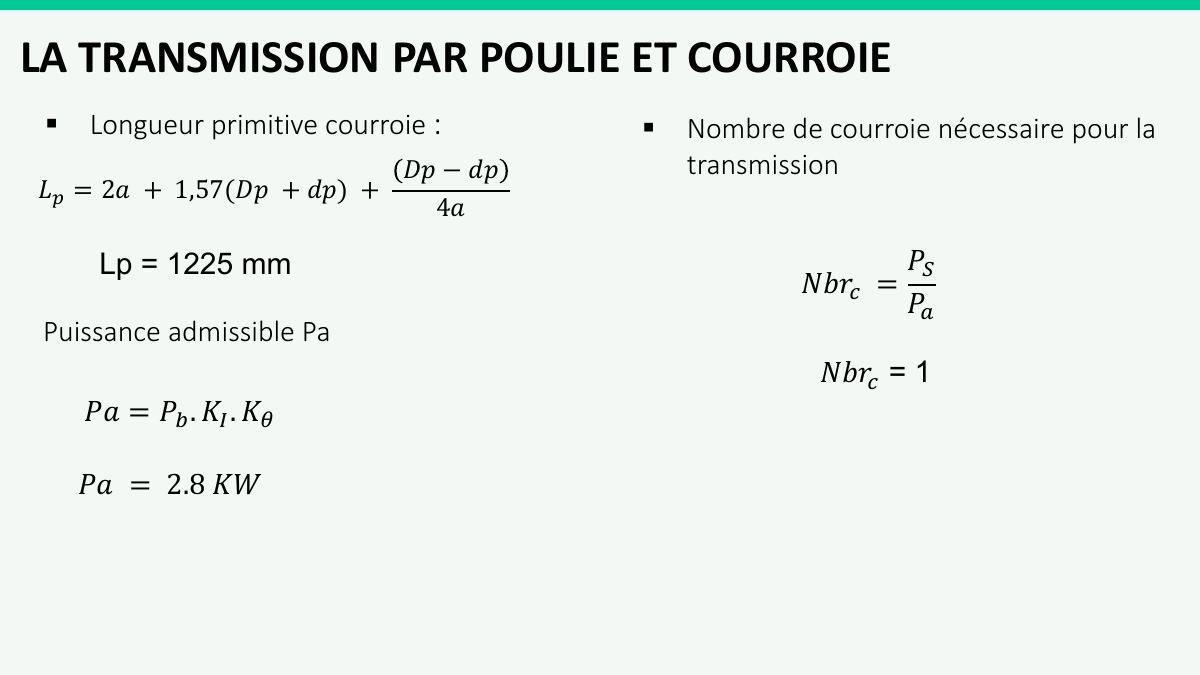 LA TRANSMISSION PAR POULIE ET COURROIE
▪ Longueur primitive courroie :
L_p = 2a + 1,57(Dp + dp) + (Dp − dp)/4a
Lp = 1225 mm
Puissance admissible Pa
Pa = P_b. K_I. K_θ
Pa = 2.8 KW
▪ Nombre de courroie nécessaire pour la
transmission
Nbr_c = P_S/P_a
Nbr_c = 1